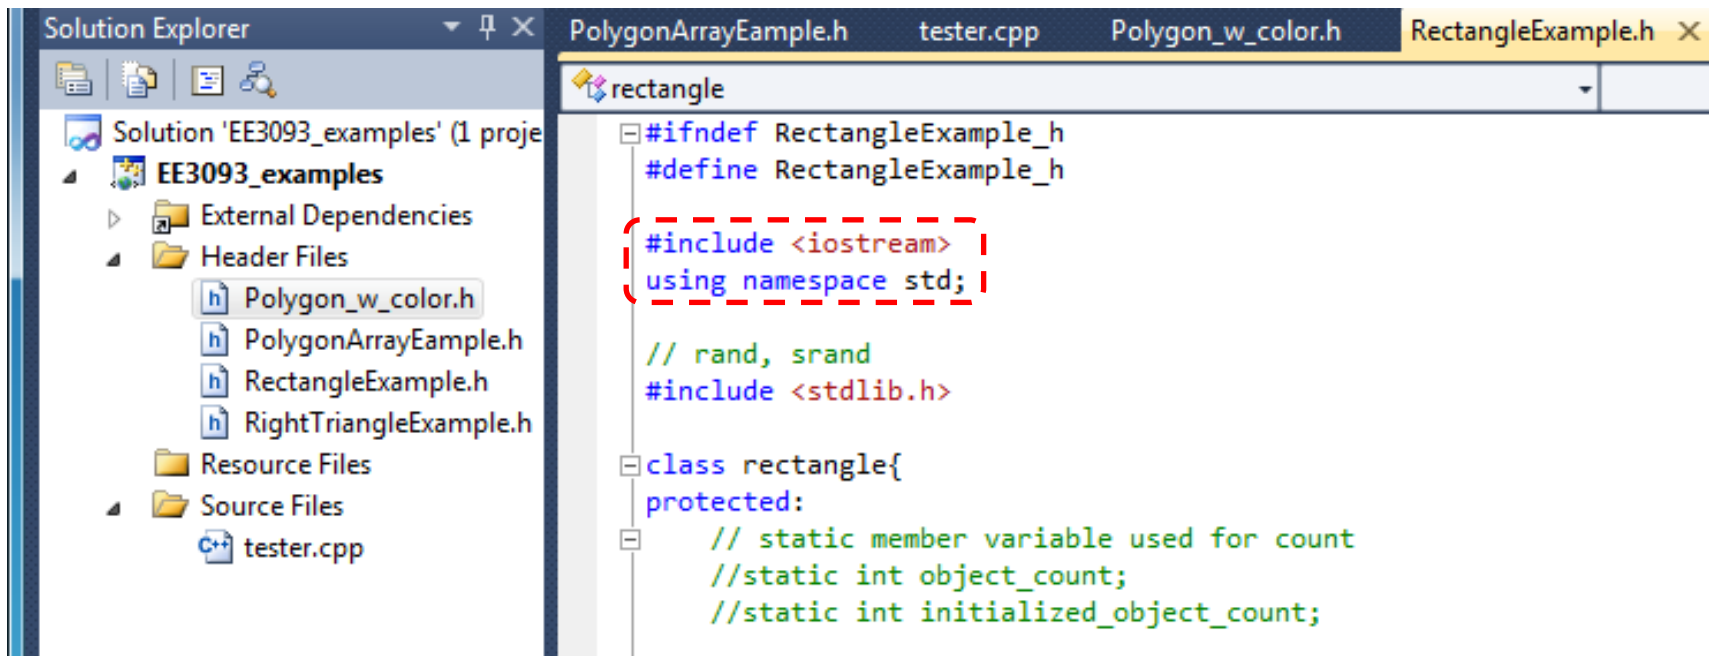 Solution Explorer
Solution 'EE3093_examples' (1 proje
EE3093_examples
External Dependencies
Header Files
Polygon_w_color.h
PolygonArrayEample.h
RectangleExample.h
RightTriangleExample.h
Resource Files
Source Files
tester.cpp
PolygonArrayEample.h tester.cpp Polygon_w_color.h RectangleExample.h
rectangle
#ifndef RectangleExample_h
#define RectangleExample_h
#include <iostream>
using namespace std;
// rand, srand
#include <stdlib.h>
class rectangle{
protected:
// static member variable used for count
//static int object_count;
//static int initialized_object_count;